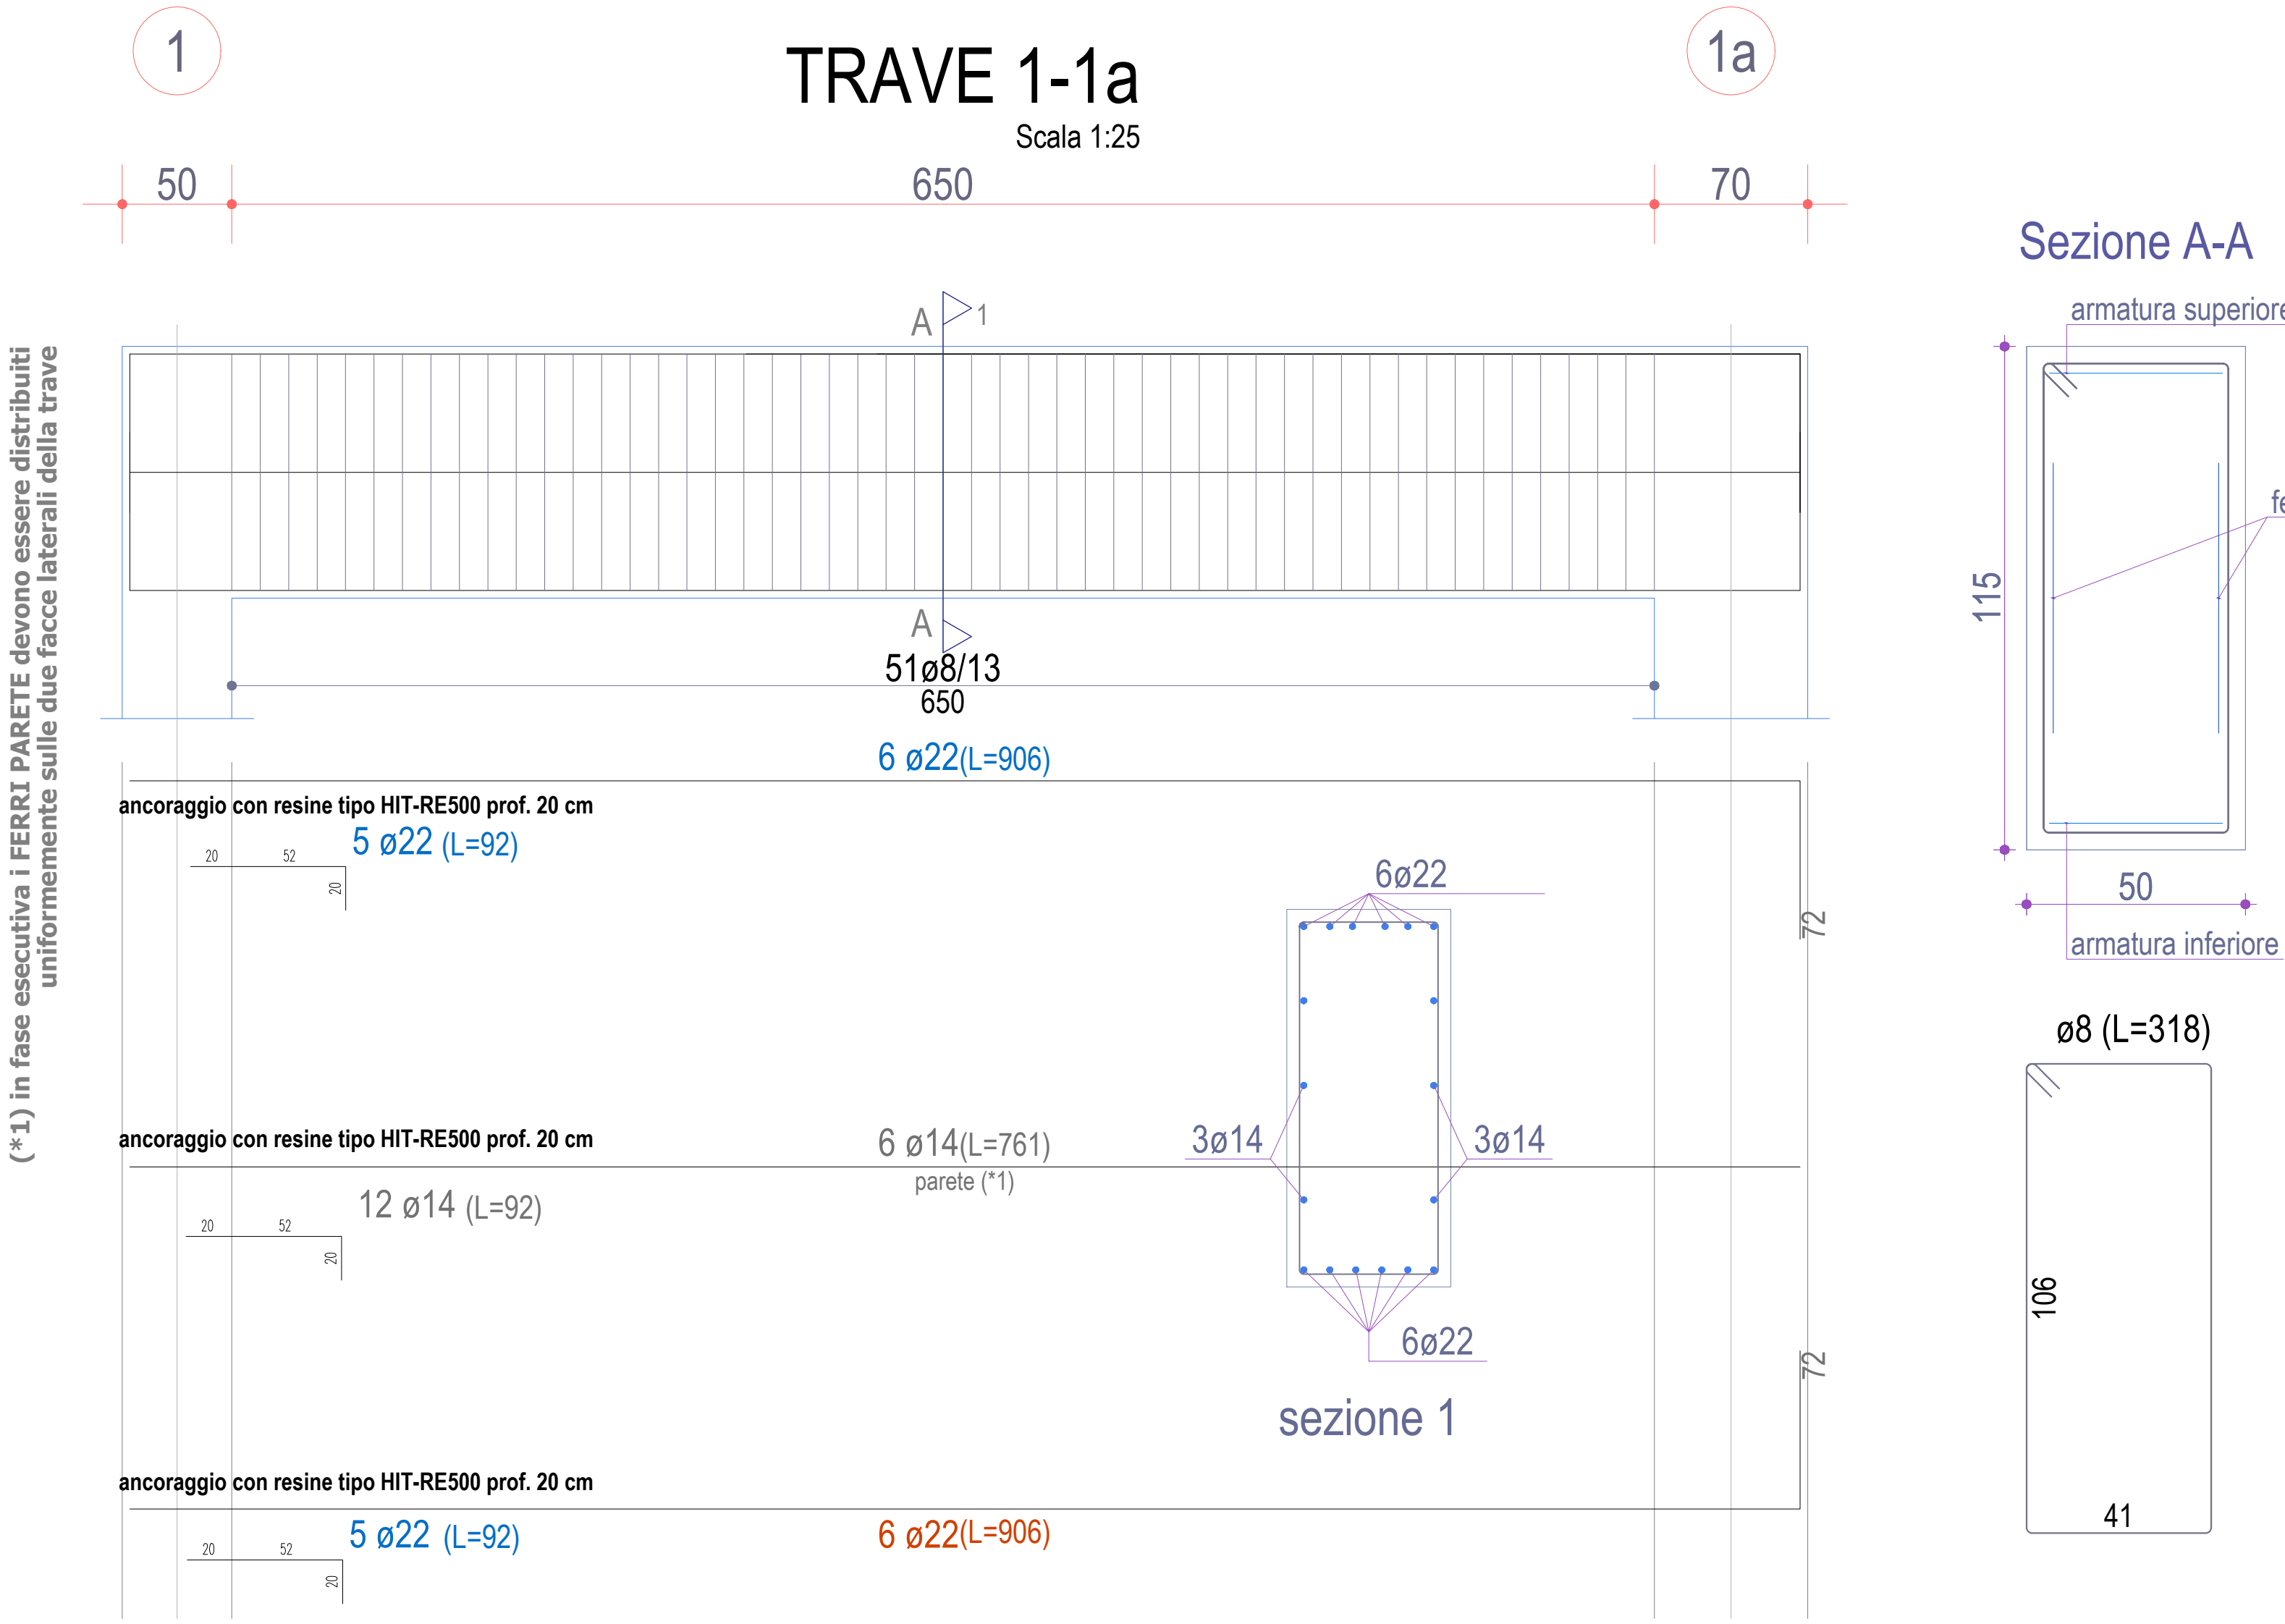 1
TRAVE 1-1a
1a
Scala 1:25
50
650
70
Sezione A-A
armatura superiore
A
1
(*1) in fase esecutiva i FERRI PARETE devono essere distribuiti
uniformemente sulle due facce laterali della trave
115
A
51ø8/13
650
6 ø22(L=906)
ancoraggio con resine tipo HIT-RE500 prof. 20 cm
5 ø22 (L=92)
20
52
20
6ø22
72
50
armatura inferiore
ø8 (L=318)
ancoraggio con resine tipo HIT-RE500 prof. 20 cm
6 ø14(L=761)
parete (*1)
3ø14
3ø14
12 ø14 (L=92)
20
52
20
106
6ø22
72
sezione 1
ancoraggio con resine tipo HIT-RE500 prof. 20 cm
5 ø22 (L=92)
6 ø22(L=906)
41
20
52
20